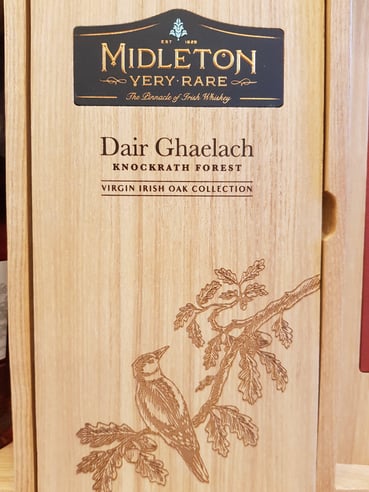 EST 1825
MIDLETON
VERY·RARE
The Pinnacle of Irish Whiskey
Dair Ghaelach
KNOCKRATH FOREST
VIRGIN IRISH OAK COLLECTION